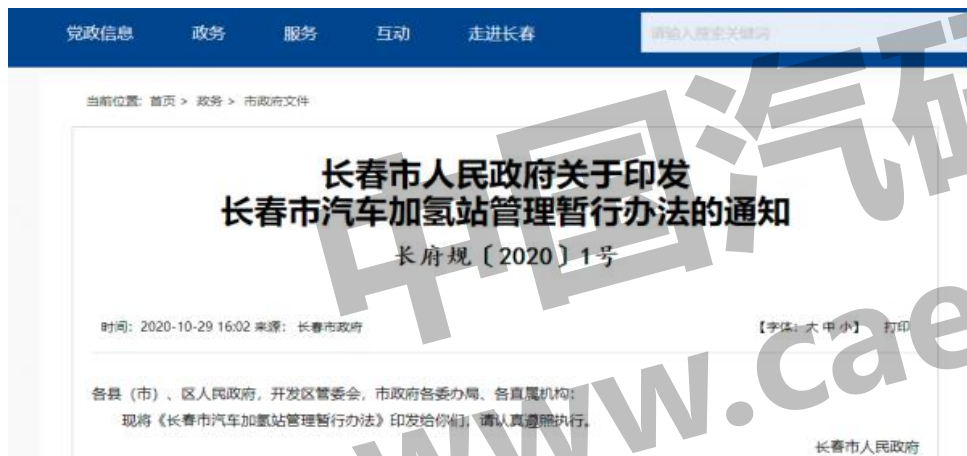 党政信息 政务 服务 互动 走进长春 请输入搜索关键词
当前位置: 首页 > 政务 > 市政府文件
长春市人民政府关于印发
长春市汽车加氢站管理暂行办法的通知
长府规〔2020〕1号
时间: 2020-10-29 16:02 来源: 长春市政府 【字体: 大 中 小】 打印
各县（市）、区人民政府，开发区管委会，市政府各委办局、各直属机构：
现将《长春市汽车加氢站管理暂行办法》印发给你们，请认真遵照执行。
长春市人民政府
中国汽研
www.cae